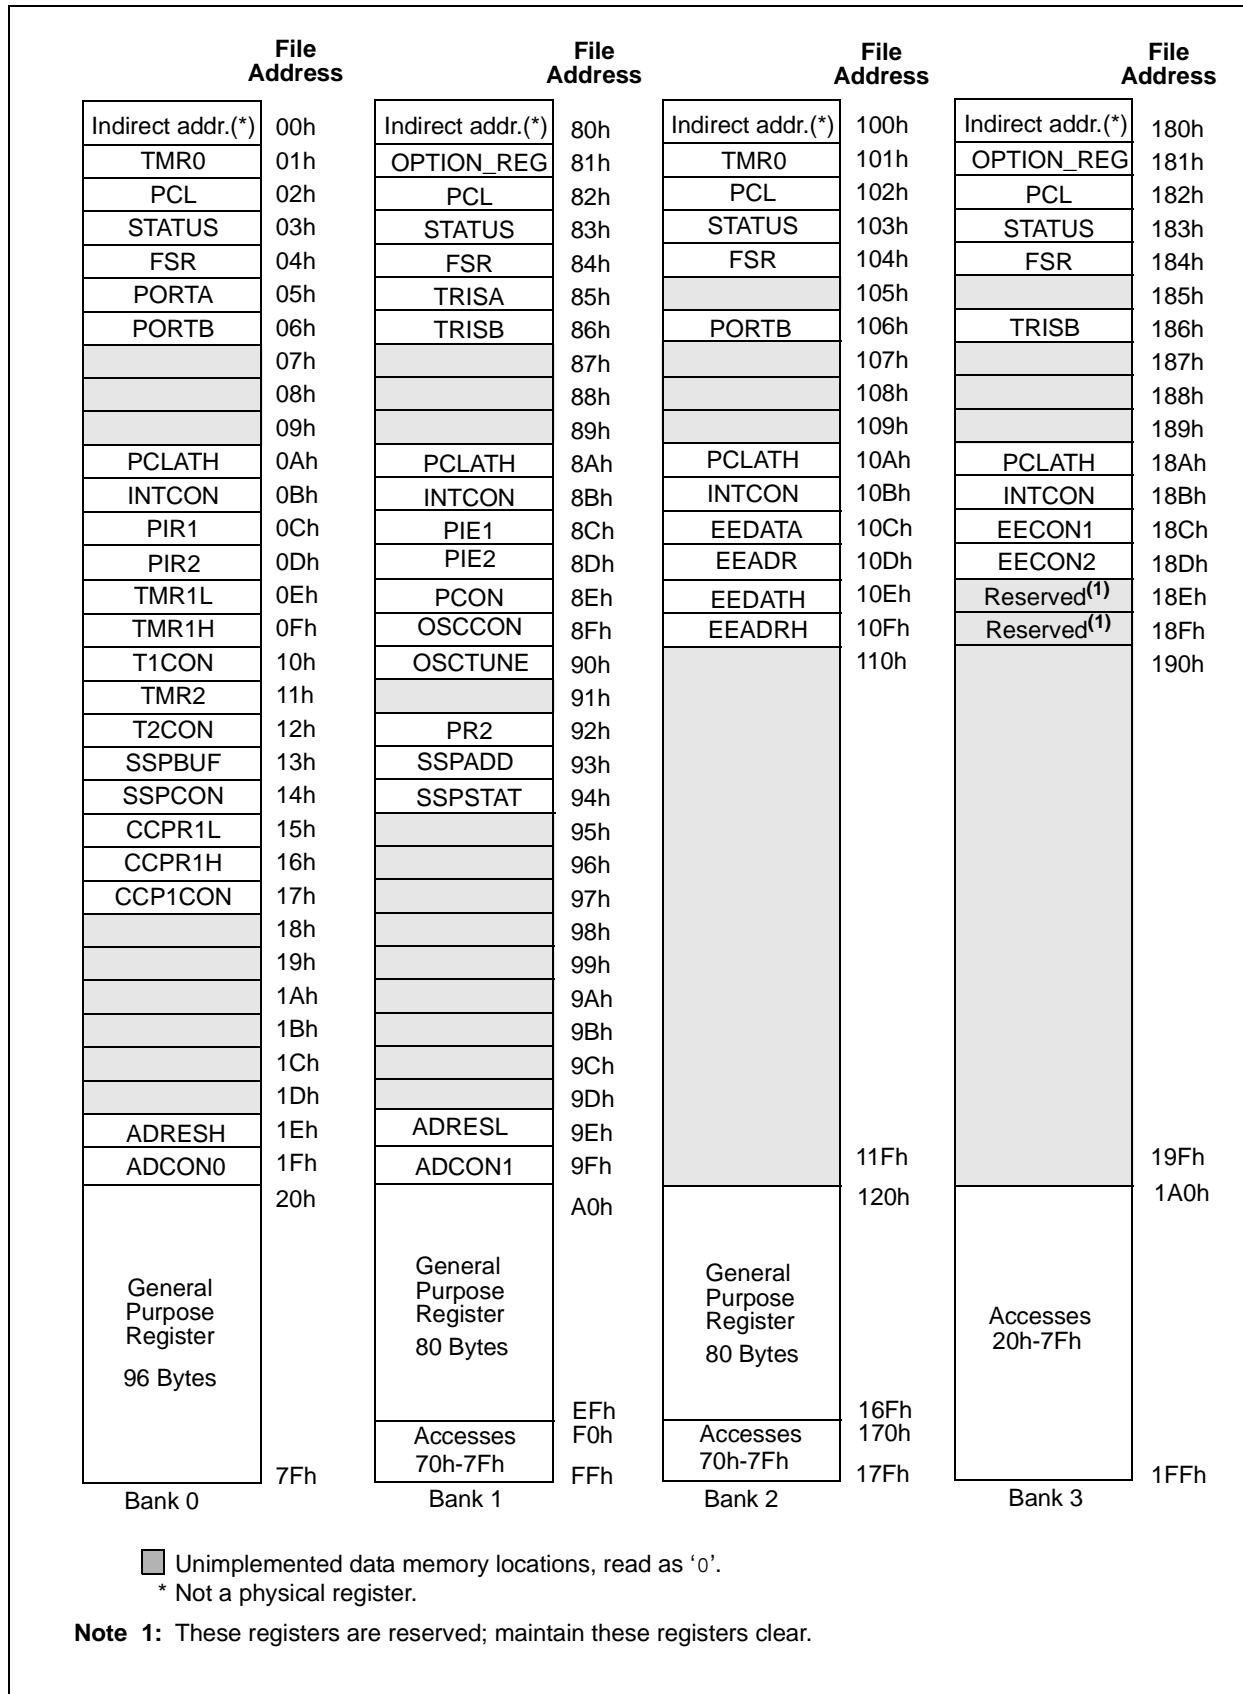 File Address File Address File Address File Address
Indirect addr.(*) 00h Indirect addr.(*) 80h Indirect addr.(*) 100h Indirect addr.(*) 180h
TMR0 01h OPTION_REG 81h TMR0 101h OPTION_REG 181h
PCL 02h PCL 82h PCL 102h PCL 182h
STATUS 03h STATUS 83h STATUS 103h STATUS 183h
FSR 04h FSR 84h FSR 104h FSR 184h
PORTA 05h TRISA 85h 105h 185h
PORTB 06h TRISB 86h PORTB 106h TRISB 186h
07h 87h 107h 187h
08h 88h 108h 188h
09h 89h 109h 189h
PCLATH 0Ah PCLATH 8Ah PCLATH 10Ah PCLATH 18Ah
INTCON 0Bh INTCON 8Bh INTCON 10Bh INTCON 18Bh
PIR1 0Ch PIE1 8Ch EEDATA 10Ch EECON1 18Ch
PIR2 0Dh PIE2 8Dh EEADR 10Dh EECON2 18Dh
TMR1L 0Eh PCON 8Eh EEDATH 10Eh Reserved(1) 18Eh
TMR1H 0Fh OSCCON 8Fh EEADRH 10Fh Reserved(1) 18Fh
T1CON 10h OSCTUNE 90h 110h 190h
TMR2 11h 91h
T2CON 12h PR2 92h
SSPBUF 13h SSPADD 93h
SSPCON 14h SSPSTAT 94h
CCPR1L 15h 95h
CCPR1H 16h 96h
CCP1CON 17h 97h
18h 98h
19h 99h
1Ah 9Ah
1Bh 9Bh
1Ch 9Ch
1Dh 9Dh
ADRESH 1Eh ADRESL 9Eh
ADCON0 1Fh ADCON1 9Fh 11Fh 19Fh
20h A0h 120h 1A0h
General General General
Purpose Purpose Purpose
Register Register Register Accesses
96 Bytes 80 Bytes 80 Bytes 20h-7Fh
EFh 16Fh
Accesses F0h Accesses 170h
70h-7Fh 70h-7Fh
7Fh FFh 17Fh 1FFh
Bank 0 Bank 1 Bank 2 Bank 3
Unimplemented data memory locations, read as ‘0’.
* Not a physical register.
Note 1: These registers are reserved; maintain these registers clear.